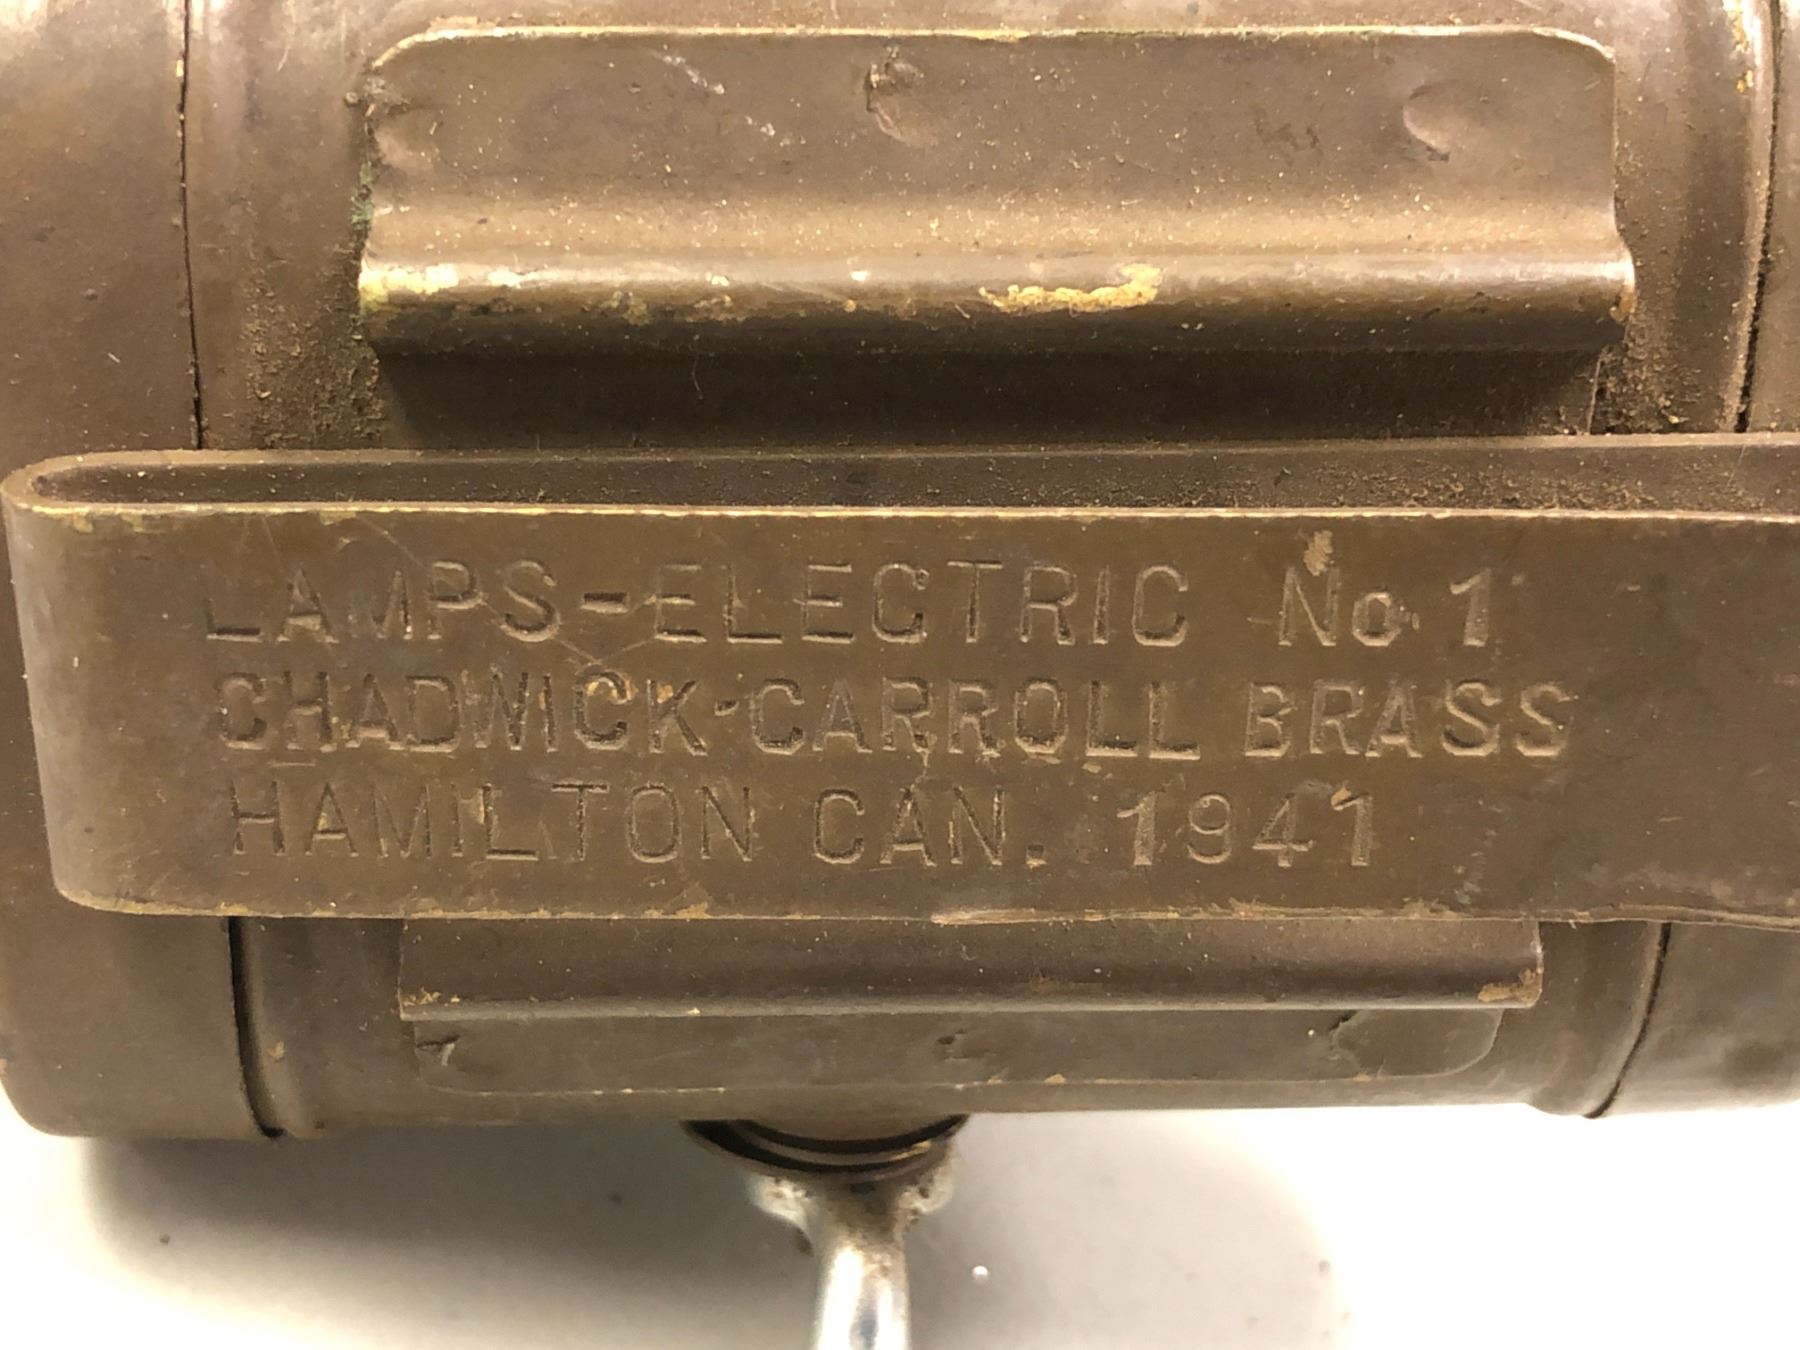 LAMPS-ELECTRIC No 1
CHADWICK-CARROLL BRASS
HAMILTON CAN. 1941